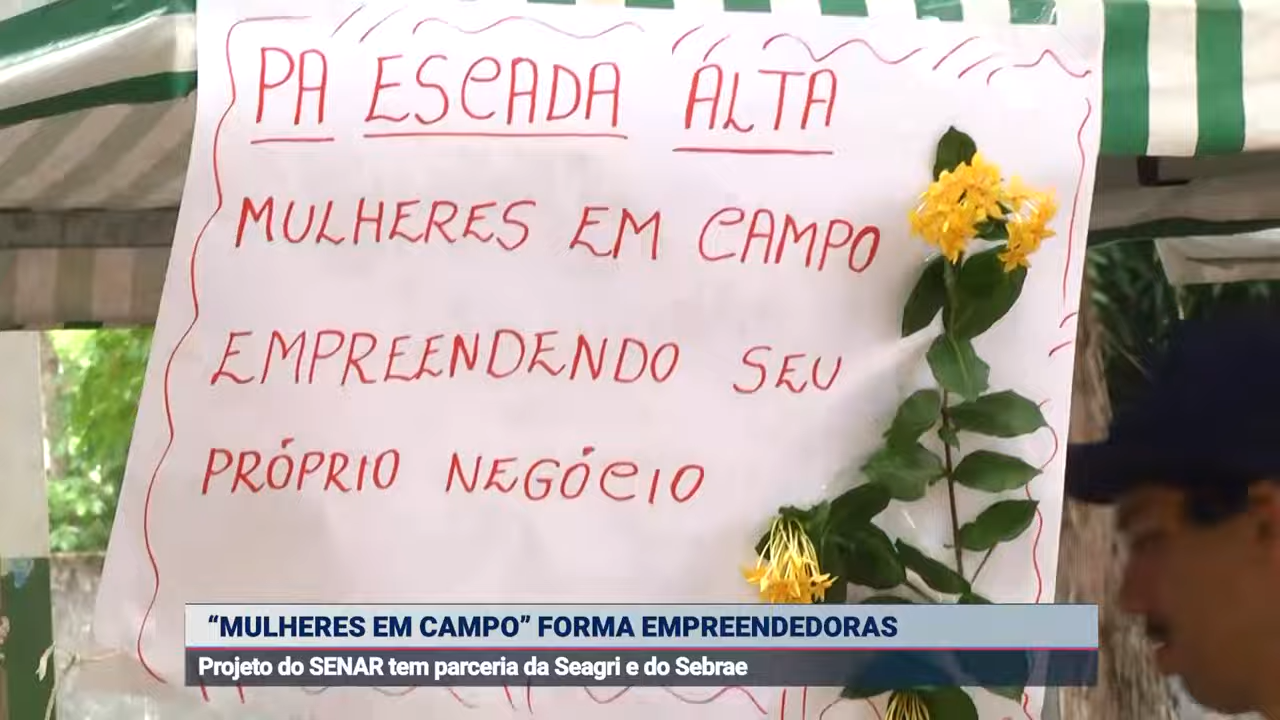 PA ESCADA ÁLTA
MULHERES EM CAMPO
EMPREENDENDO SEU
PRÓPRIO NEGÓCIO
“MULHERES EM CAMPO” FORMA EMPREENDEDORAS
Projeto do SENAR tem parceria da Seagri e do Sebrae